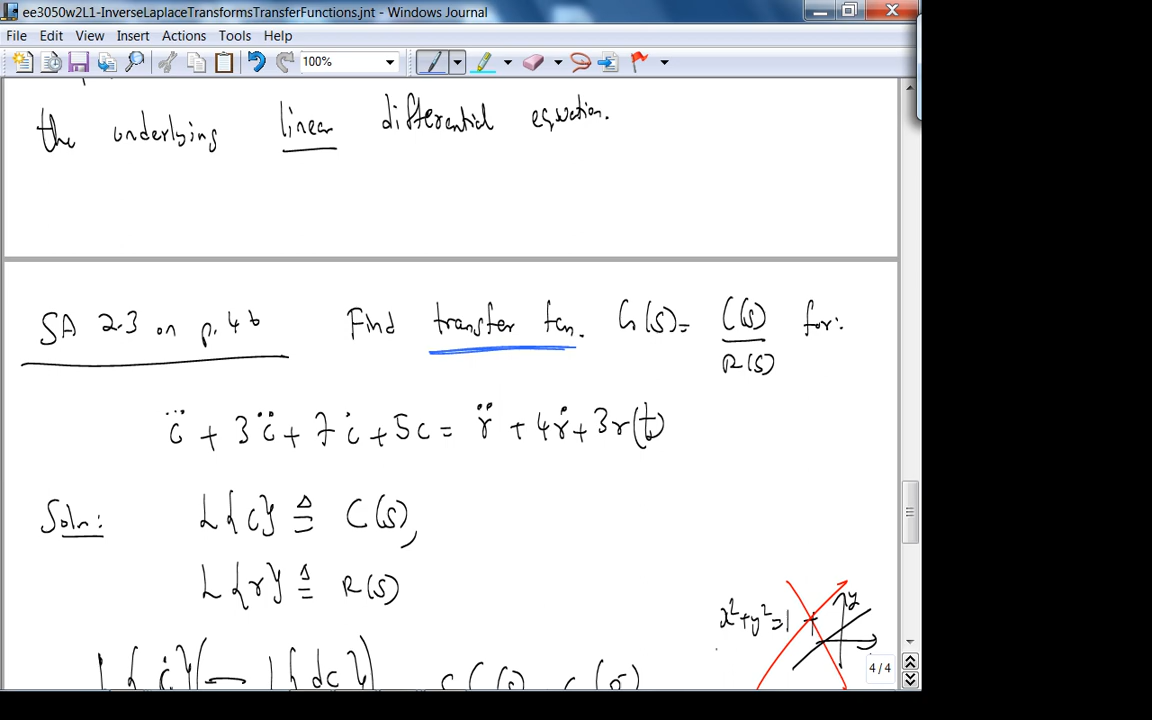 ee3050w2L1-InverseLaplaceTransformsTransferFunctions.jnt - Windows Journal
File Edit View Insert Actions Tools Help
100%
the underlying linear differential equation.
SA 2.3 on p. 46 Find transfer fcn. G(s)= C(s)/R(s) for:
c⃛ + 3c̈ + 7ċ + 5c = r̈ + 4ṙ + 3r(t)
Soln: L{c} ≜ C(s),
L{r} ≜ R(s)
x²+y²=1 y
L{ċ} L{dc
4/4